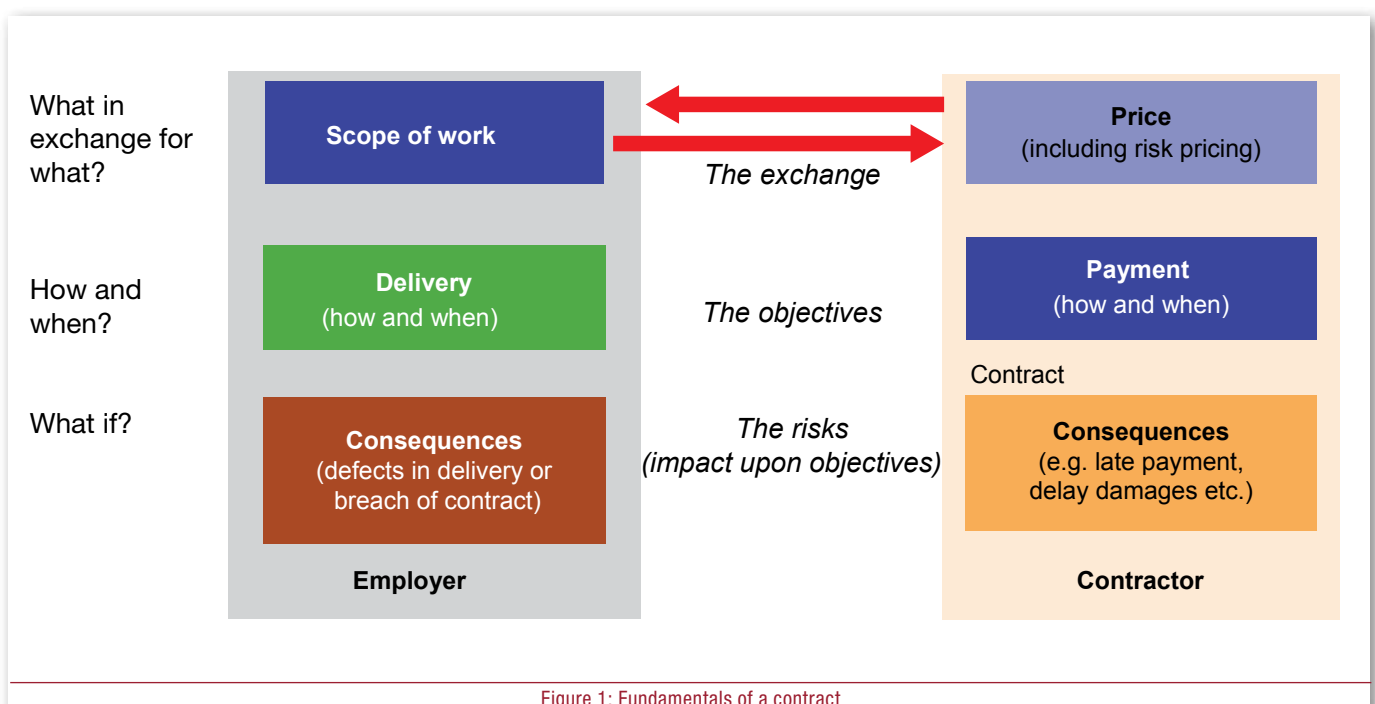 What in
exchange for
what?
Scope of work
The exchange
Price
(including risk pricing)
How and
when?
Delivery
(how and when)
The objectives
Payment
(how and when)
Contract
What if?
Consequences
(defects in delivery or
breach of contract)
The risks
(impact upon objectives)
Consequences
(e.g. late payment,
delay damages etc.)
Employer
Contractor
Figure 1: Fundamentals of a contract